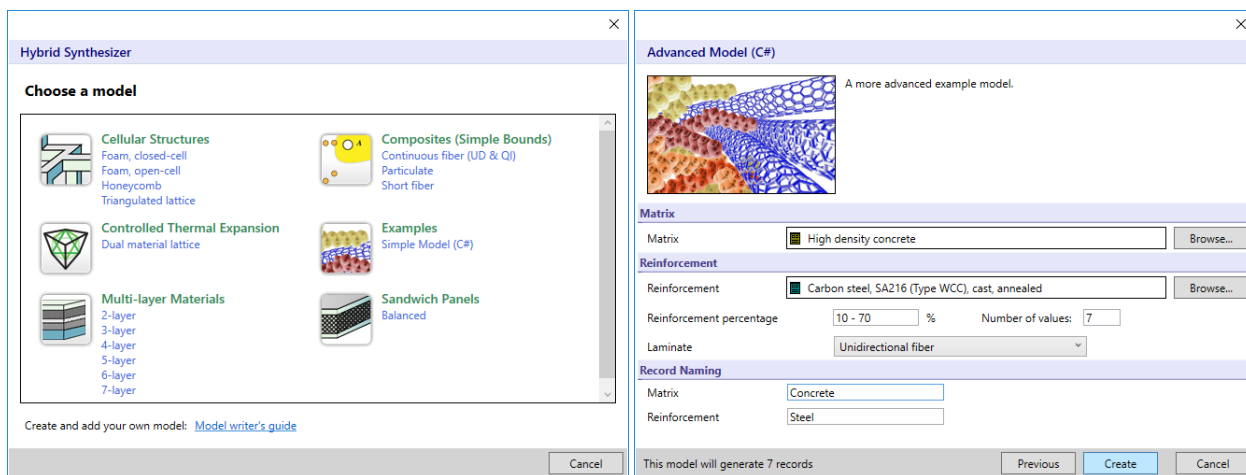 Hybrid Synthesizer
Choose a model
Cellular Structures
Foam, closed-cell
Foam, open-cell
Honeycomb
Triangulated lattice
Composites (Simple Bounds)
Continuous fiber (UD & QI)
Particulate
Short fiber
Controlled Thermal Expansion
Dual material lattice
Examples
Simple Model (C#)
Multi-layer Materials
2-layer
3-layer
4-layer
5-layer
6-layer
7-layer
Sandwich Panels
Balanced
Create and add your own model: Model writer's guide
Cancel
Advanced Model (C#)
A more advanced example model.
Matrix
Matrix High density concrete Browse...
Reinforcement
Reinforcement Carbon steel, SA216 (Type WCC), cast, annealed Browse...
Reinforcement percentage 10 - 70 % Number of values: 7
Laminate Unidirectional fiber
Record Naming
Matrix Concrete
Reinforcement Steel
This model will generate 7 records Previous Create Cancel